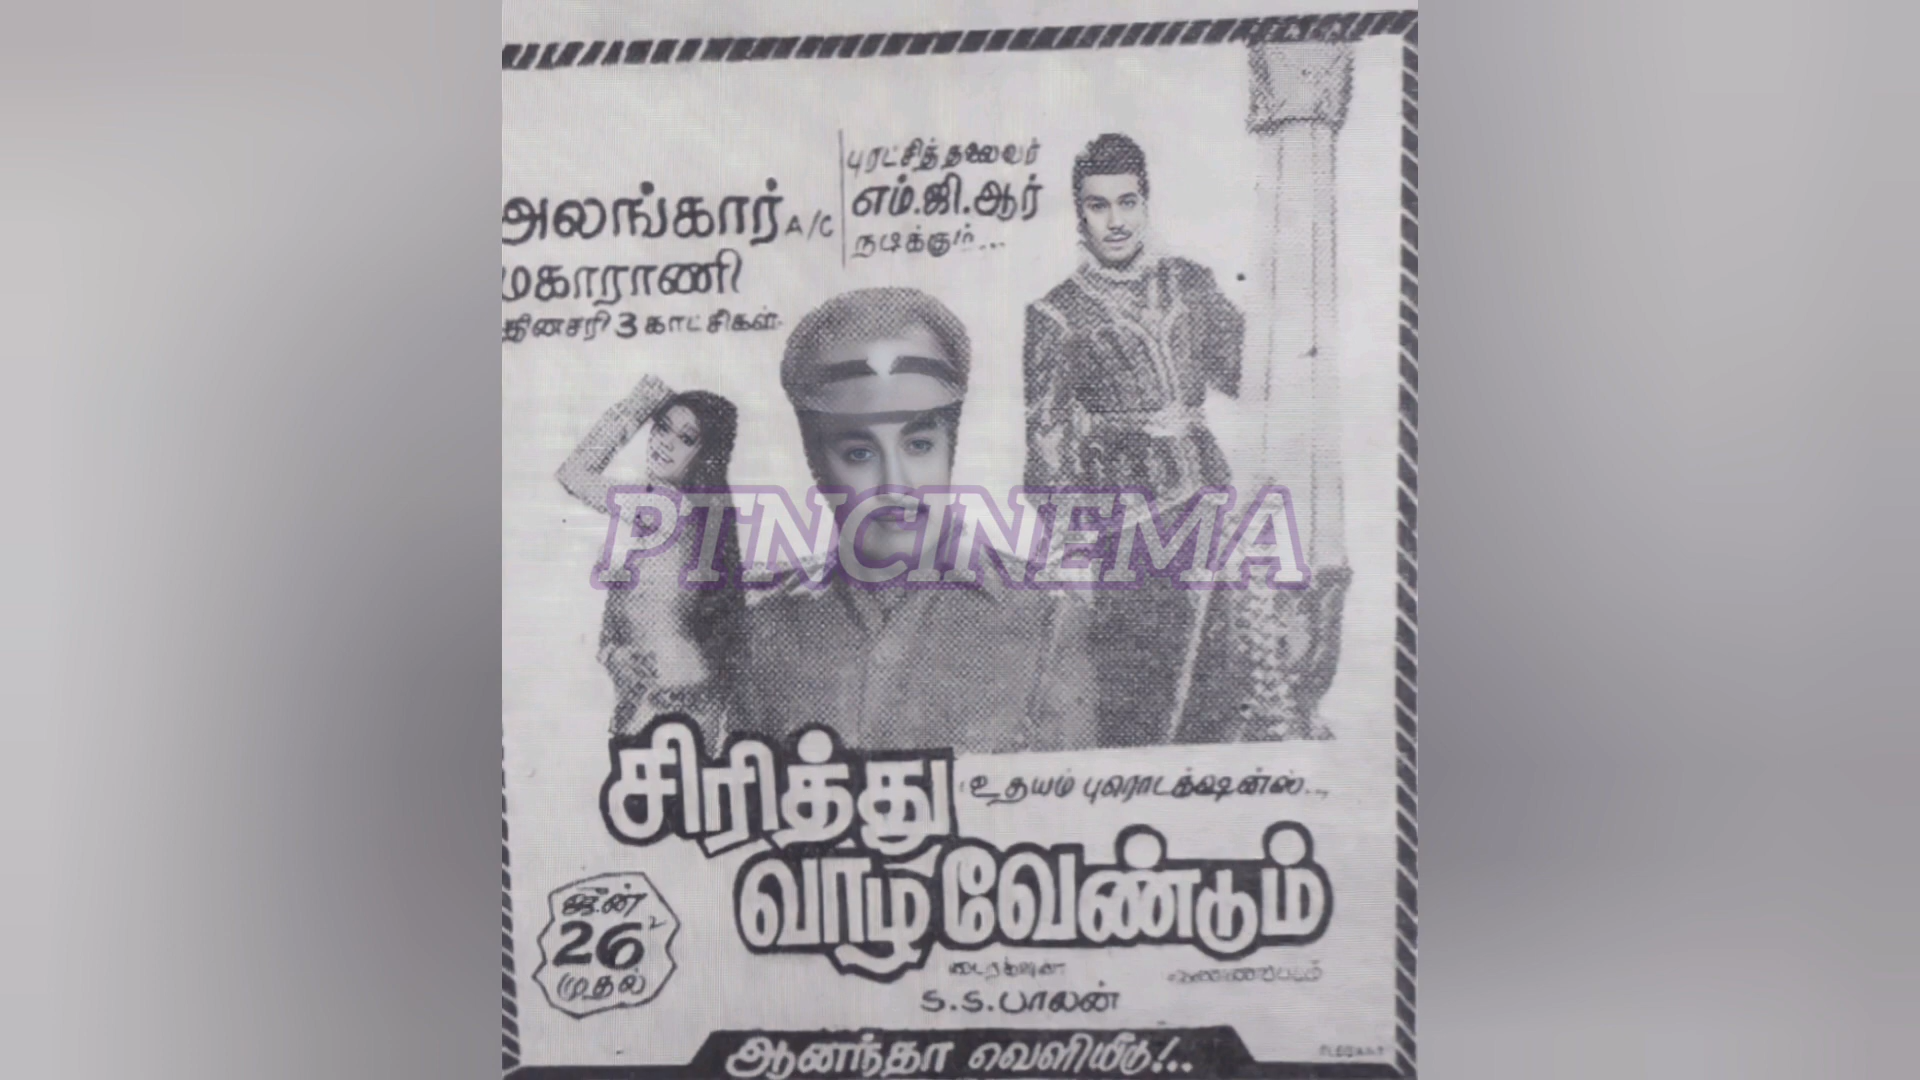 புரட்சித்தலைவர்
எம்.ஜி.ஆர்
நடிக்கும்...
அலங்கார் A/C
மகாராணி
தினசரி 3 காட்சிகள்
PTNCINEMA
சிரித்து
உதயம் புரொடக்ஷன்ஸ்...
வாழவேண்டும்
ஜூன்
26
முதல்
டைரக்ஷன்
S.S.பாலன்
ஆனந்தா வெளியீடு!..